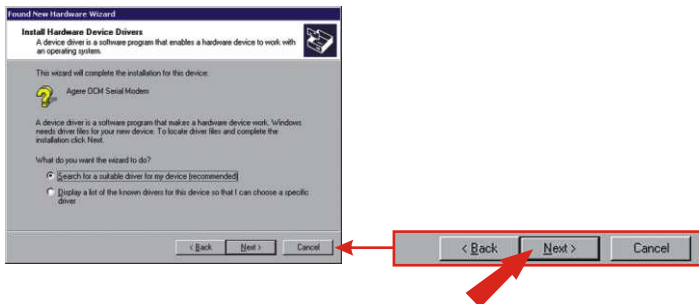 Found New Hardware Wizard
Install Hardware Device Drivers
A device driver is a software program that enables a hardware device to work with
an operating system.
This wizard will complete the installation for this device:
Agere OCM Serial Modem
A device driver is a software program that makes a hardware device work. Windows
needs driver files for your new device. To locate driver files and complete the
installation click Next.
What do you want the wizard to do?
Search for a suitable driver for my device (recommended)
Display a list of the known drivers for this device so that I can choose a specific
driver
< Back Next > Cancel
< Back Next > Cancel